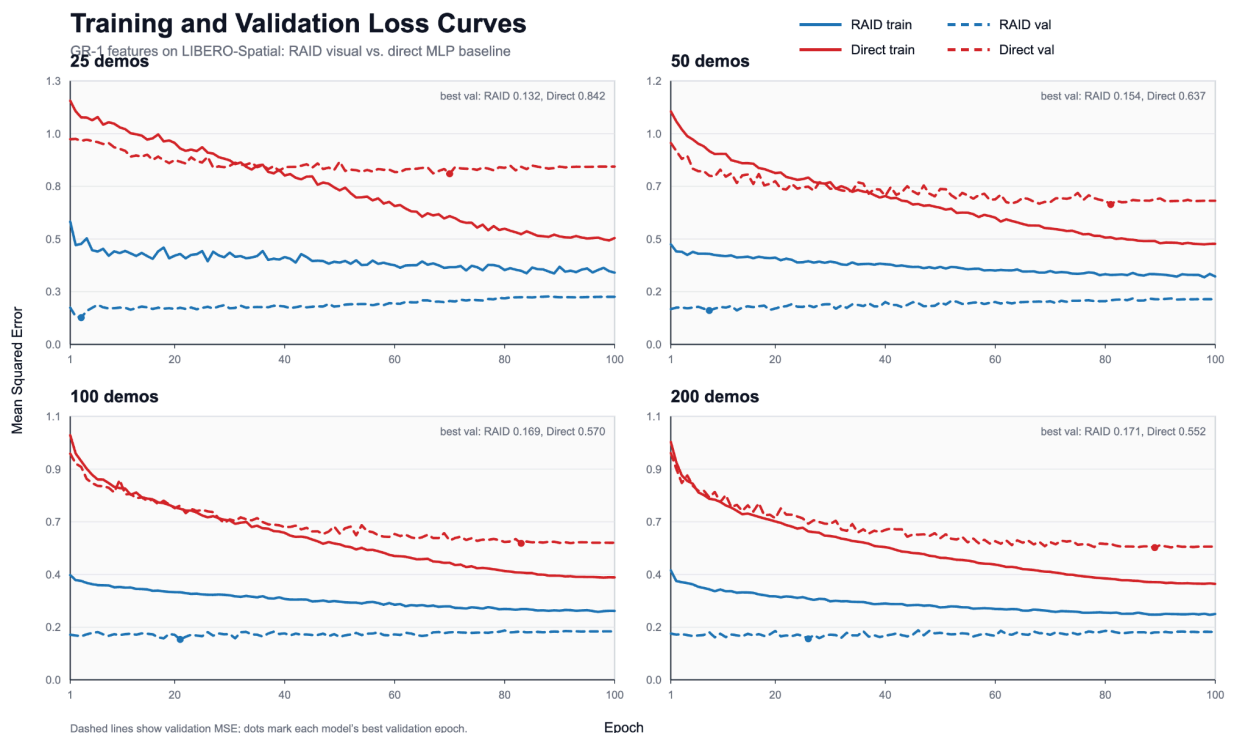 Training and Validation Loss Curves
GR-1 features on LIBERO-Spatial: RAID visual vs. direct MLP baseline
RAID train
RAID val
Direct train
Direct val
25 demos
best val: RAID 0.132, Direct 0.842
1.3
1.0
0.8
0.5
0.3
0.0
1 20 40 60 80 100
50 demos
best val: RAID 0.154, Direct 0.637
1.2
1.0
0.7
0.5
0.2
0.0
1 20 40 60 80 100
Mean Squared Error
100 demos
best val: RAID 0.169, Direct 0.570
1.1
0.9
0.7
0.4
0.2
0.0
1 20 40 60 80 100
200 demos
best val: RAID 0.171, Direct 0.552
1.1
0.9
0.7
0.4
0.2
0.0
1 20 40 60 80 100
Dashed lines show validation MSE; dots mark each model's best validation epoch.
Epoch